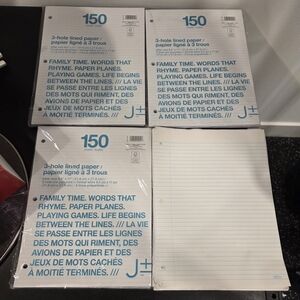 150
3-hole lined paper /
papier ligné à 3 trous
FAMILY TIME. WORDS THAT
RHYME. PAPER PLANES.
PLAYING GAMES. LIFE BEGINS
BETWEEN THE LINES. /// LA VIE
SE PASSE ENTRE LES LIGNES
DES MOTS QUI RIMENT, DES
AVIONS DE PAPIER ET DES
JEUX DE MOTS CACHÉS
À MOITIÉ TERMINÉS. ///
150
3-hole lined paper /
papier ligné à 3 trous
FAMILY TIME. WORDS THAT
RHYME. PAPER PLANES.
PLAYING GAMES. LIFE BEGINS
BETWEEN THE LINES. /// LA VIE
SE PASSE ENTRE LES LIGNES
DES MOTS QUI RIMENT, DES
AVIONS DE PAPIER ET DES
JEUX DE MOTS CACHÉS
À MOITIÉ TERMINÉS. ///
150
3-hole lined paper /
papier ligné à 3 trous
FAMILY TIME. WORDS THAT
RHYME. PAPER PLANES.
PLAYING GAMES. LIFE BEGINS
BETWEEN THE LINES. /// LA VIE
SE PASSE ENTRE LES LIGNES
DES MOTS QUI RIMENT, DES
AVIONS DE PAPIER ET DES
JEUX DE MOTS CACHÉS
À MOITIÉ TERMINÉS. ///